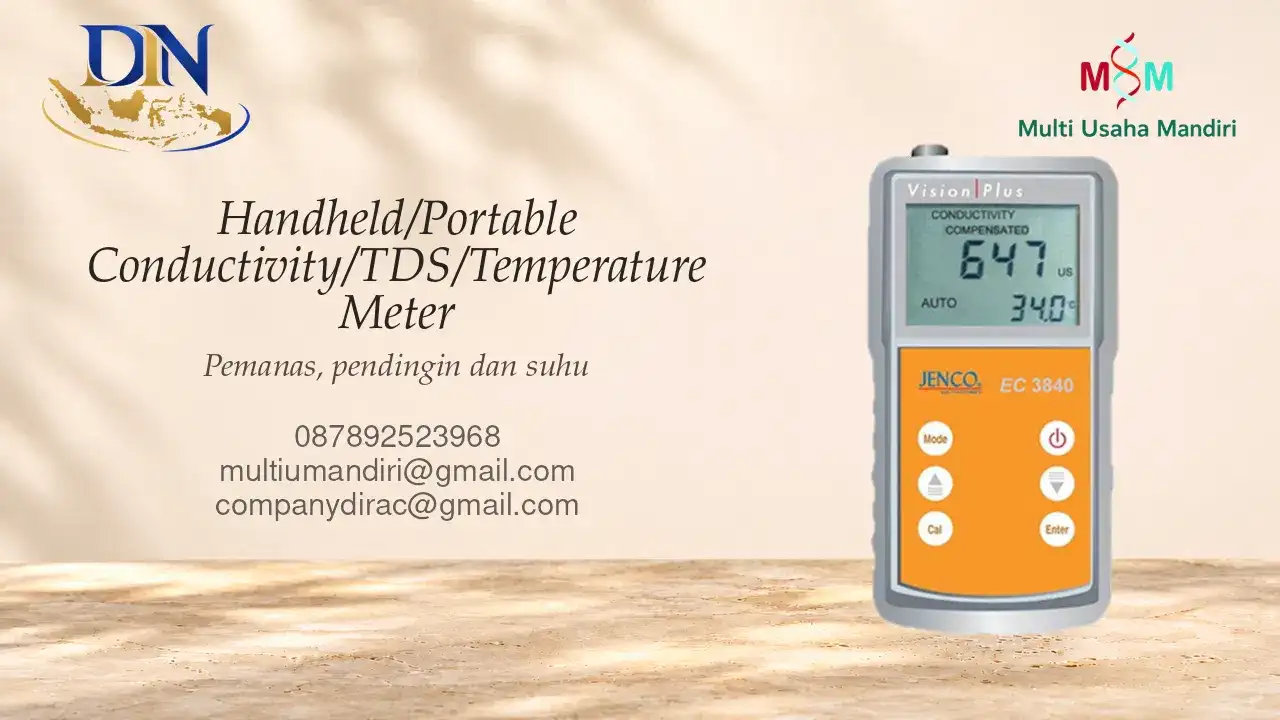 DIN
MSM
Multi Usaha Mandiri
Handheld/Portable
Conductivity/TDS/Temperature
Meter
Pemanas, pendingin dan suhu
087892523968
multiumandiri@gmail.com
companydirac@gmail.com
Vision|Plus
CONDUCTIVITY
COMPENSATED
647 US
AUTO 34.0°C
JENCO® EC 3840
Mode
Cal Enter